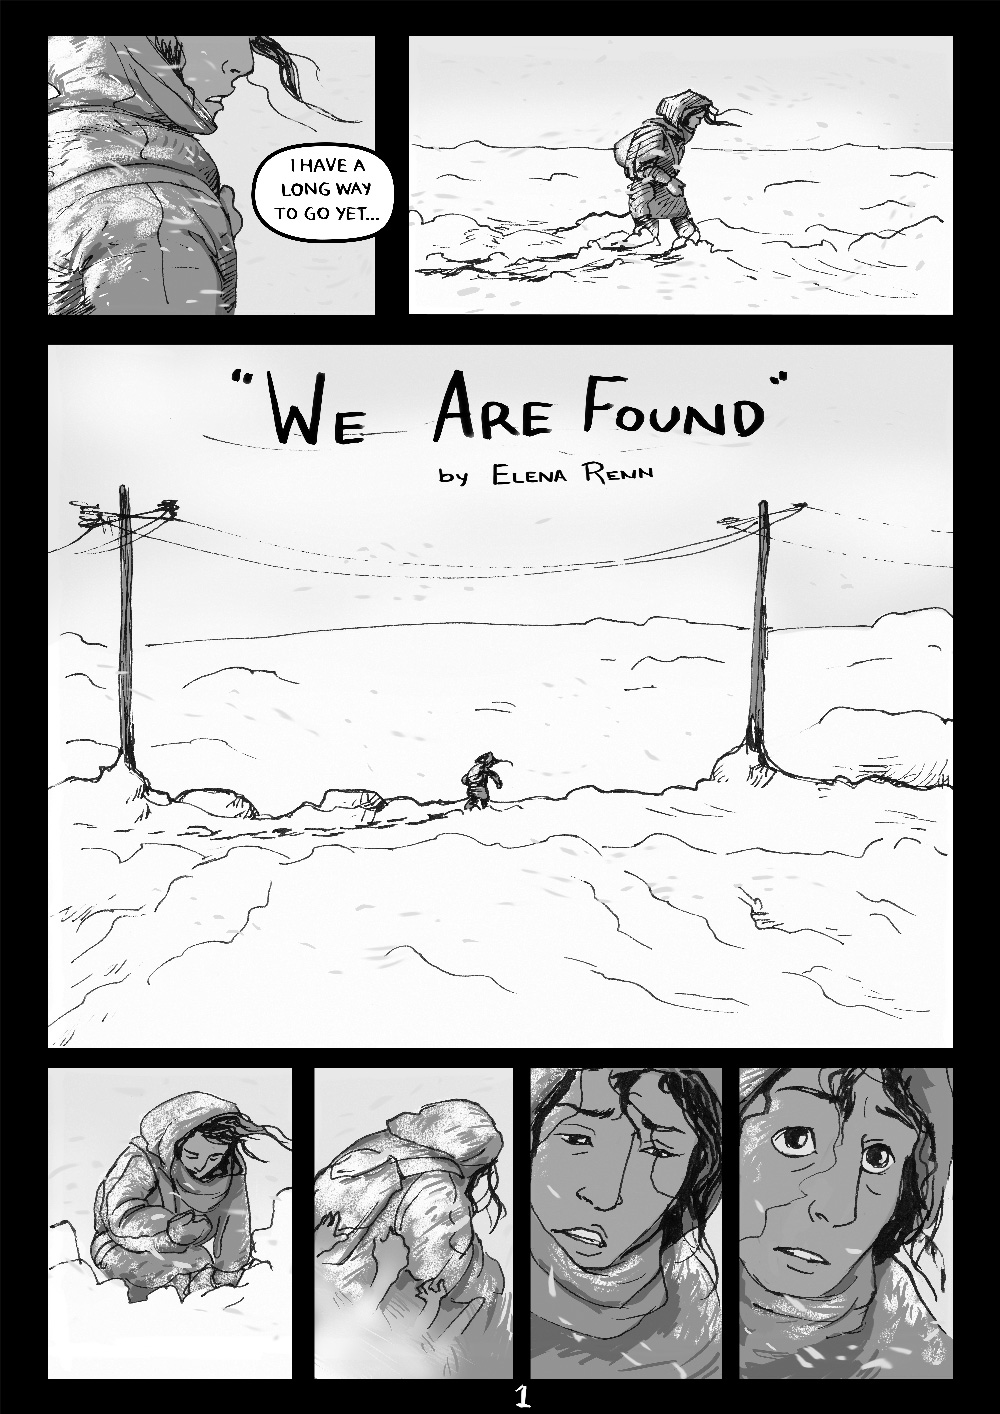 I HAVE A
LONG WAY
TO GO YET...
"WE ARE FOUND"
by ELENA RENN
1